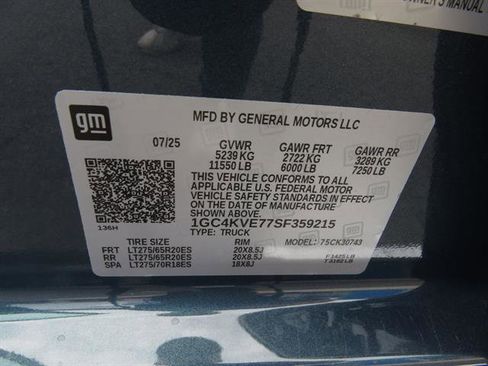 OWNER'S MANUAL
gm
MFD BY GENERAL MOTORS LLC
07/25 GVWR GAWR FRT GAWR RR
5239 KG 2722 KG 3289 KG
11550 LB 6000 LB 7250 LB
THIS VEHICLE CONFORMS TO ALL
APPLICABLE U.S. FEDERAL MOTOR
VEHICLE SAFETY STANDARDS IN EFFECT
ON THE DATE OF MANUFACTURE
SHOWN ABOVE.
1GC4KVE77SF359215
136H TYPE: TRUCK MODEL: 75CK30743
TIRE SIZE RIM
FRT LT275/65R20ES 20X8.5J F1425LB
RR LT275/65R20ES 20X8.5J T3162LB
SPA LT275/70R18ES 18X8J